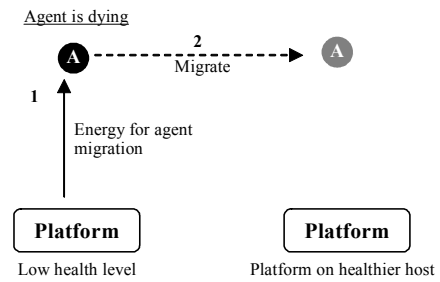 Agent is dying
A
2
A
Migrate
1
Energy for agent
migration
Platform
Platform
Low health level
Platform on healthier host